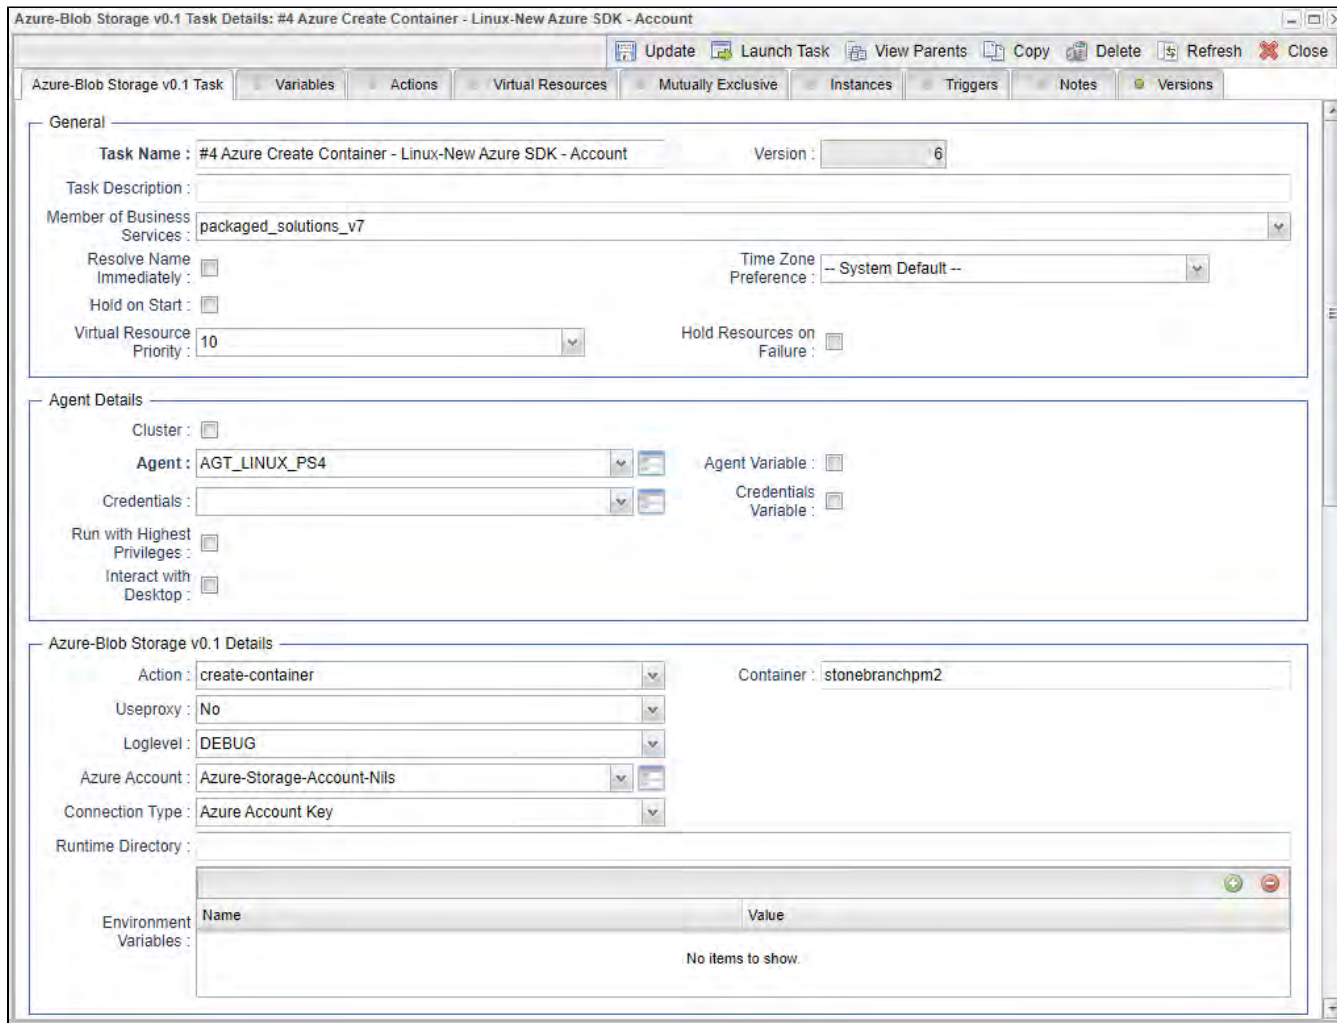 Azure-Blob Storage v0.1 Task Details: #4 Azure Create Container - Linux-New Azure SDK - Account
Update Launch Task View Parents Copy Delete Refresh Close
Azure-Blob Storage v0.1 Task Variables Actions Virtual Resources Mutually Exclusive Instances Triggers Notes Versions
General
Task Name : #4 Azure Create Container - Linux-New Azure SDK - Account Version : 6
Task Description :
Member of Business
Services : packaged_solutions_v7
Resolve Name
Immediately :
Time Zone
Preference : -- System Default --
Hold on Start :
Virtual Resource
Priority : 10
Hold Resources on
Failure :
Agent Details
Cluster :
Agent : AGT_LINUX_PS4 Agent Variable :
Credentials :
Credentials
Variable :
Run with Highest
Privileges :
Interact with
Desktop :
Azure-Blob Storage v0.1 Details
Action : create-container Container : stonebranchpm2
Useproxy : No
Loglevel : DEBUG
Azure Account : Azure-Storage-Account-Nils
Connection Type : Azure Account Key
Runtime Directory :
Environment
Variables :
Name Value
No items to show.